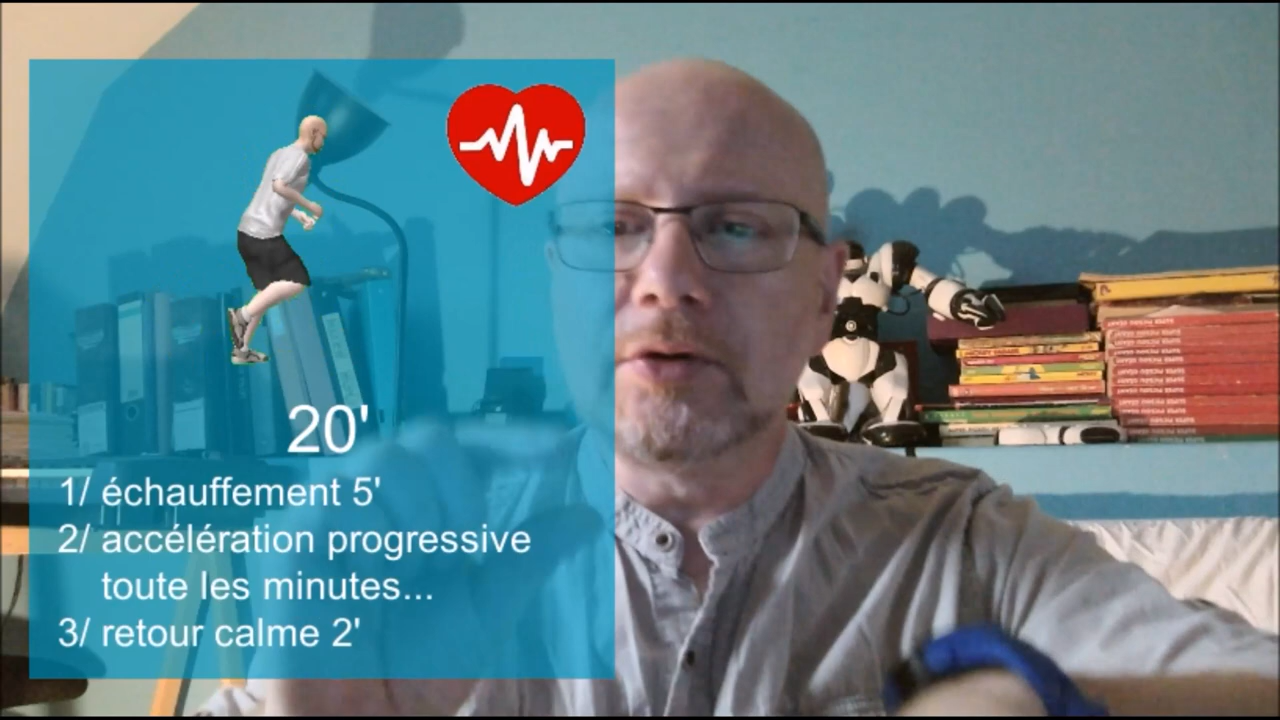 20'
1/ échauffement 5'
2/ accélération progressive
toute les minutes...
3/ retour calme 2'